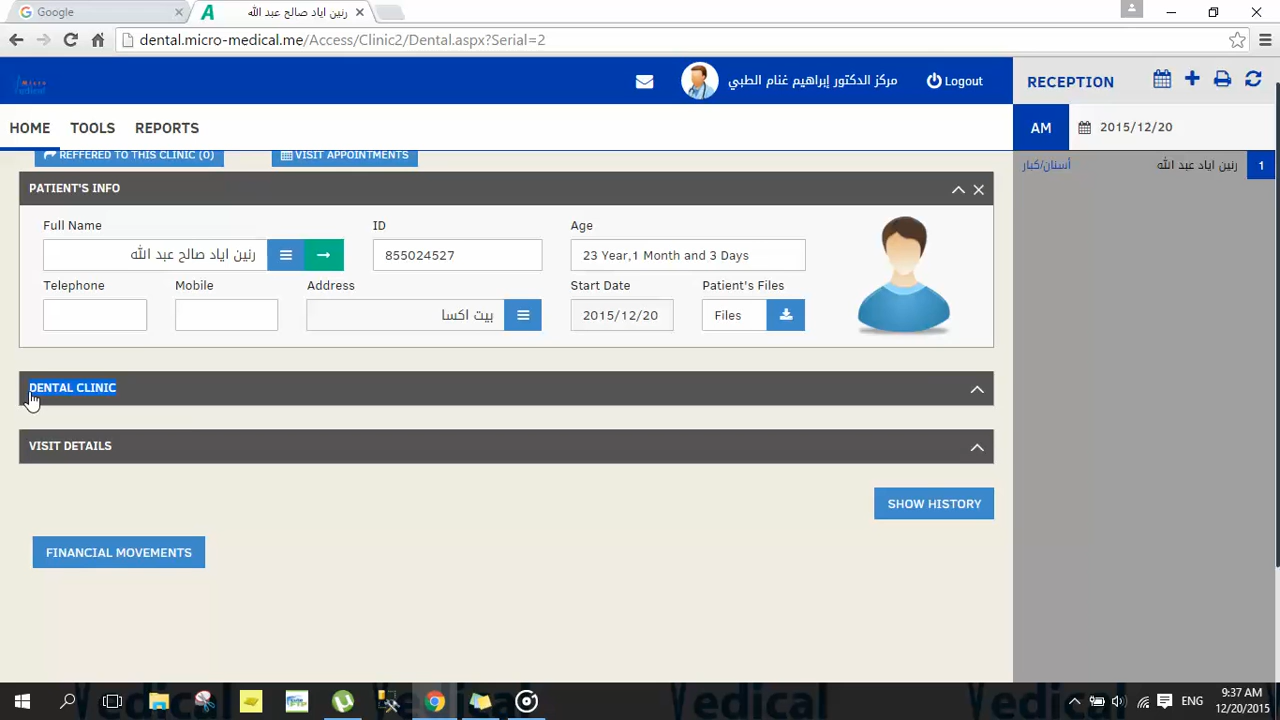 Google
رنين اياد صالح عبد الله
dental.micro-medical.me/Access/Clinic2/Dental.aspx?Serial=2
مركز الدكتور إبراهيم غنام الطبي
Logout
RECEPTION
HOME
TOOLS
REPORTS
AM
2015/12/20
REFFERED TO THIS CLINIC (0)
VISIT APPOINTMENTS
أسنان/كبار
رنين اياد عبد الله
1
PATIENT'S INFO
Full Name
ID
Age
رنين اياد صالح عبد الله
855024527
23 Year,1 Month and 3 Days
Telephone
Mobile
Address
Start Date
Patient's Files
بيت اكسا
2015/12/20
Files
DENTAL CLINIC
VISIT DETAILS
SHOW HISTORY
FINANCIAL MOVEMENTS
ENG
9:37 AM
12/20/2015